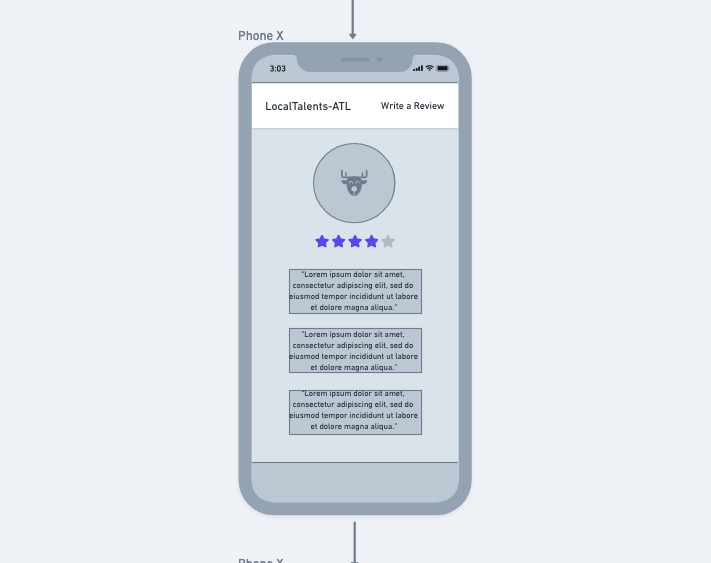 Phone X
3:03
LocalTalents-ATL
Write a Review
"Lorem ipsum dolor sit amet,
consectetur adipiscing elit, sed do
eiusmod tempor incididunt ut labore
et dolore magna aliqua."
"Lorem ipsum dolor sit amet,
consectetur adipiscing elit, sed do
eiusmod tempor incididunt ut labore
et dolore magna aliqua."
"Lorem ipsum dolor sit amet,
consectetur adipiscing elit, sed do
eiusmod tempor incididunt ut labore
et dolore magna aliqua."
Phone X